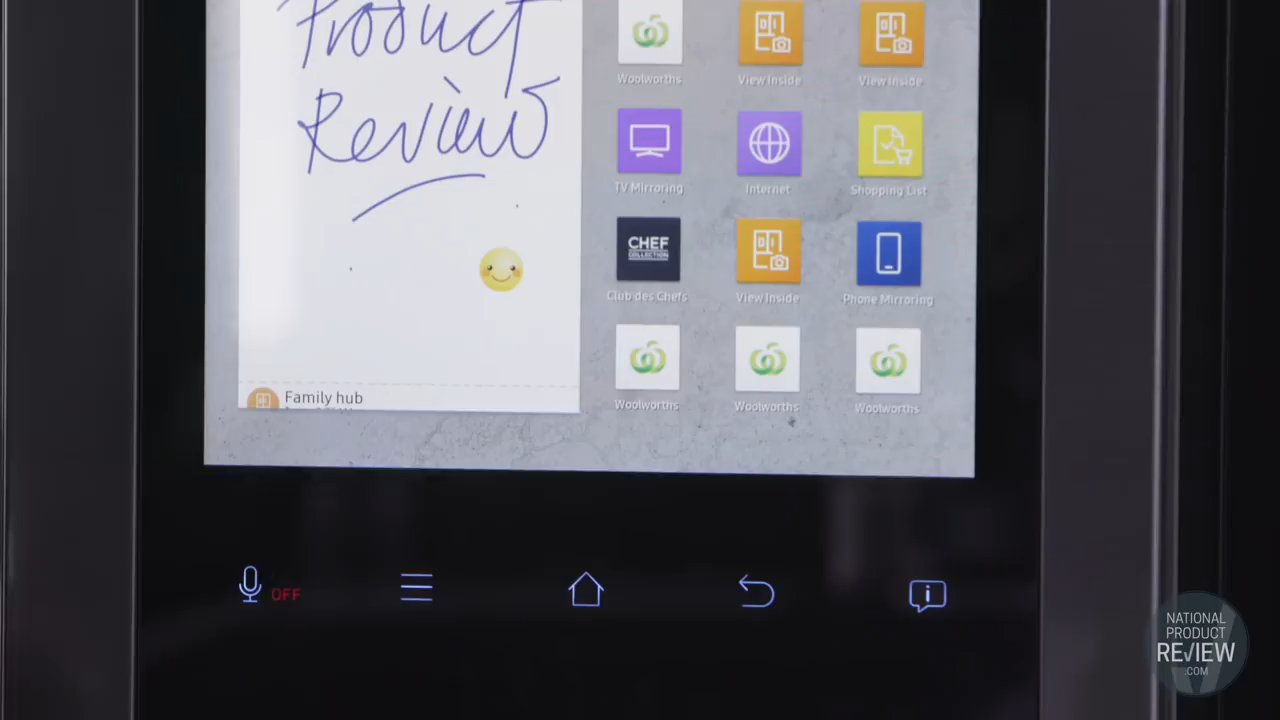 Product
Review
Family hub
Woolworths
View Inside
View Inside
TV Mirroring
Internet
Shopping List
CHEF
COLLECTION
Club des Chefs
View Inside
Phone Mirroring
Woolworths
Woolworths
Woolworths
OFF
NATIONAL
PRODUCT
REVIEW
.COM